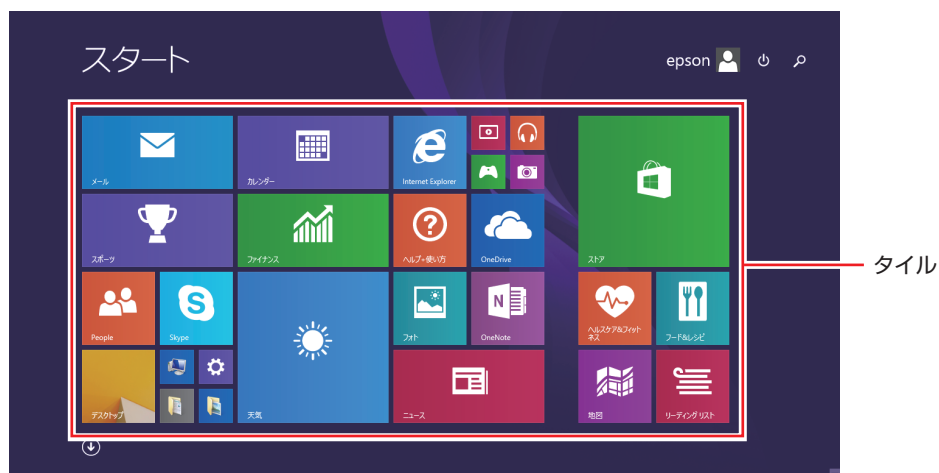 スタート
epson
メール
カレンダー
Internet Explorer
スポーツ
ファイナンス
ヘルプ+使い方
OneDrive
ストア
タイル
People
Skype
フォト
OneNote
ヘルスケア&フィット
ネス
フード&レシピ
デスクトップ
天気
ニュース
地図
リーディング リスト